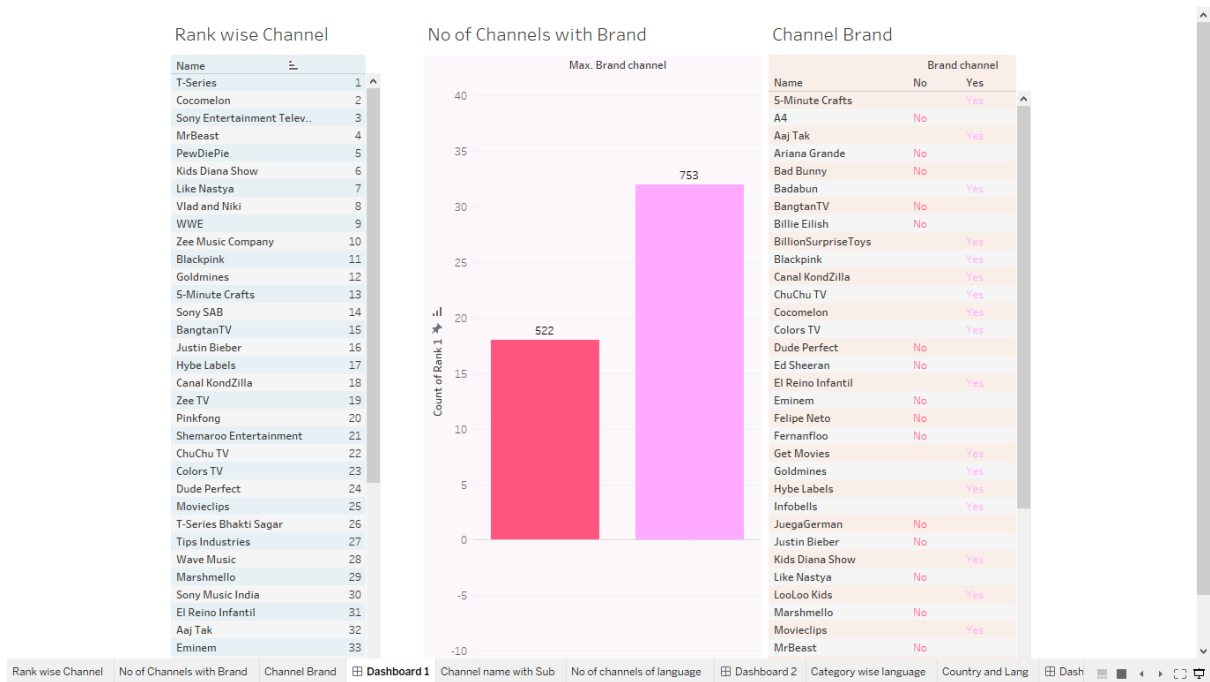 Rank wise Channel
Name
T-Series 1
Cocomelon 2
Sony Entertainment Telev.. 3
MrBeast 4
PewDiePie 5
Kids Diana Show 6
Like Nastya 7
Vlad and Niki 8
WWE 9
Zee Music Company 10
Blackpink 11
Goldmines 12
5-Minute Crafts 13
Sony SAB 14
BangtanTV 15
Justin Bieber 16
Hybe Labels 17
Canal KondZilla 18
Zee TV 19
Pinkfong 20
Shemaroo Entertainment 21
ChuChu TV 22
Colors TV 23
Dude Perfect 24
Movieclips 25
T-Series Bhakti Sagar 26
Tips Industries 27
Wave Music 28
Marshmello 29
Sony Music India 30
El Reino Infantil 31
Aaj Tak 32
Eminem 33
No of Channels with Brand
Max. Brand channel
40
35
30
25
20
15
10
5
0
-5
-10
Count of Rank 1
522
753
Channel Brand
Brand channel
Name No Yes
5-Minute Crafts Yes
A4 No
Aaj Tak Yes
Ariana Grande No
Bad Bunny No
Badabun Yes
BangtanTV No
Billie Eilish No
BillionSurpriseToys Yes
Blackpink Yes
Canal KondZilla Yes
ChuChu TV Yes
Cocomelon Yes
Colors TV Yes
Dude Perfect No
Ed Sheeran No
El Reino Infantil Yes
Eminem No
Felipe Neto No
Fernanfloo No
Get Movies Yes
Goldmines Yes
Hybe Labels Yes
Infobells Yes
JuegaGerman No
Justin Bieber No
Kids Diana Show Yes
Like Nastya No
LooLoo Kids Yes
Marshmello No
Movieclips Yes
MrBeast No
Rank wise Channel No of Channels with Brand Channel Brand Dashboard 1 Channel name with Sub No of channels of language Dashboard 2 Category wise language Country and Lang Dash